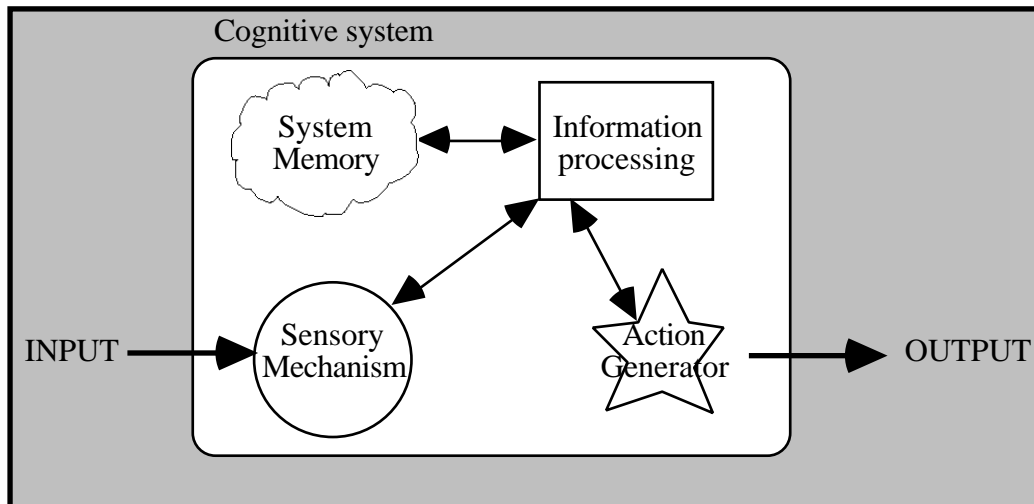 Cognitive system
System
Memory
Information
processing
INPUT
Sensory
Mechanism
Action
Generator
OUTPUT